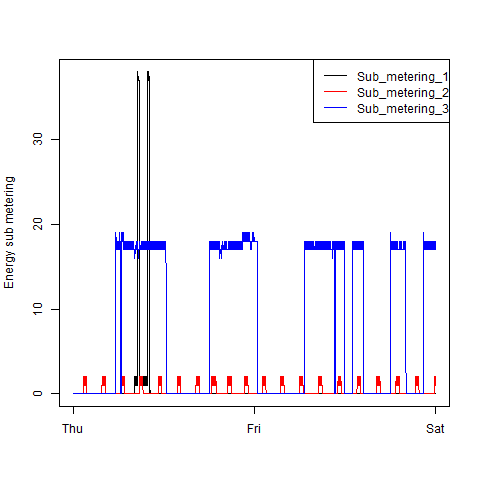 Sub_metering_1
Sub_metering_2
Sub_metering_3
Energy sub metering
30
20
10
0
Thu
Fri
Sat